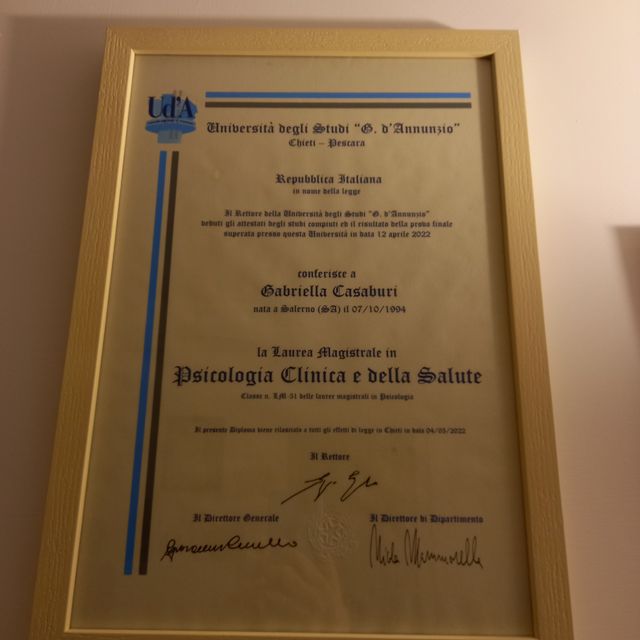 Ud'A
Università degli Studi "G. d'Annunzio"
Chieti – Pescara
Repubblica Italiana
in nome della legge
Il Rettore della Università degli Studi "G. d'Annunzio"
veduti gli attestati degli studi compiuti ed il risultato della prova finale
superata presso questa Università in data 12 aprile 2022
conferisce a
Gabriella Casaburi
nata a Salerno (SA) il 07/10/1994
la Laurea Magistrale in
Psicologia Clinica e della Salute
Classe n. LM-51 delle lauree magistrali in Psicologia
Il presente Diploma viene rilasciato a tutti gli effetti di legge in Chieti in data 04/05/2022
Il Rettore
Il Direttore Generale
Il Direttore di Dipartimento